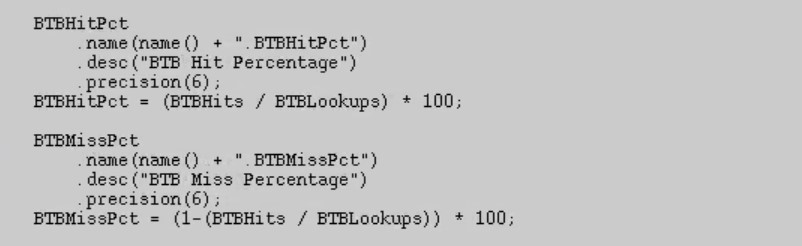 BTBHitPct
.name(name() + ".BTBHitPct")
.desc("BTB Hit Percentage")
.precision(6);
BTBHitPct = (BTBHits / BTBLookups) * 100;
BTBMissPct
.name(name() + ".BTBMissPct")
.desc("BTB Miss Percentage")
.precision(6);
BTBMissPct = (1-(BTBHits / BTBLookups)) * 100;